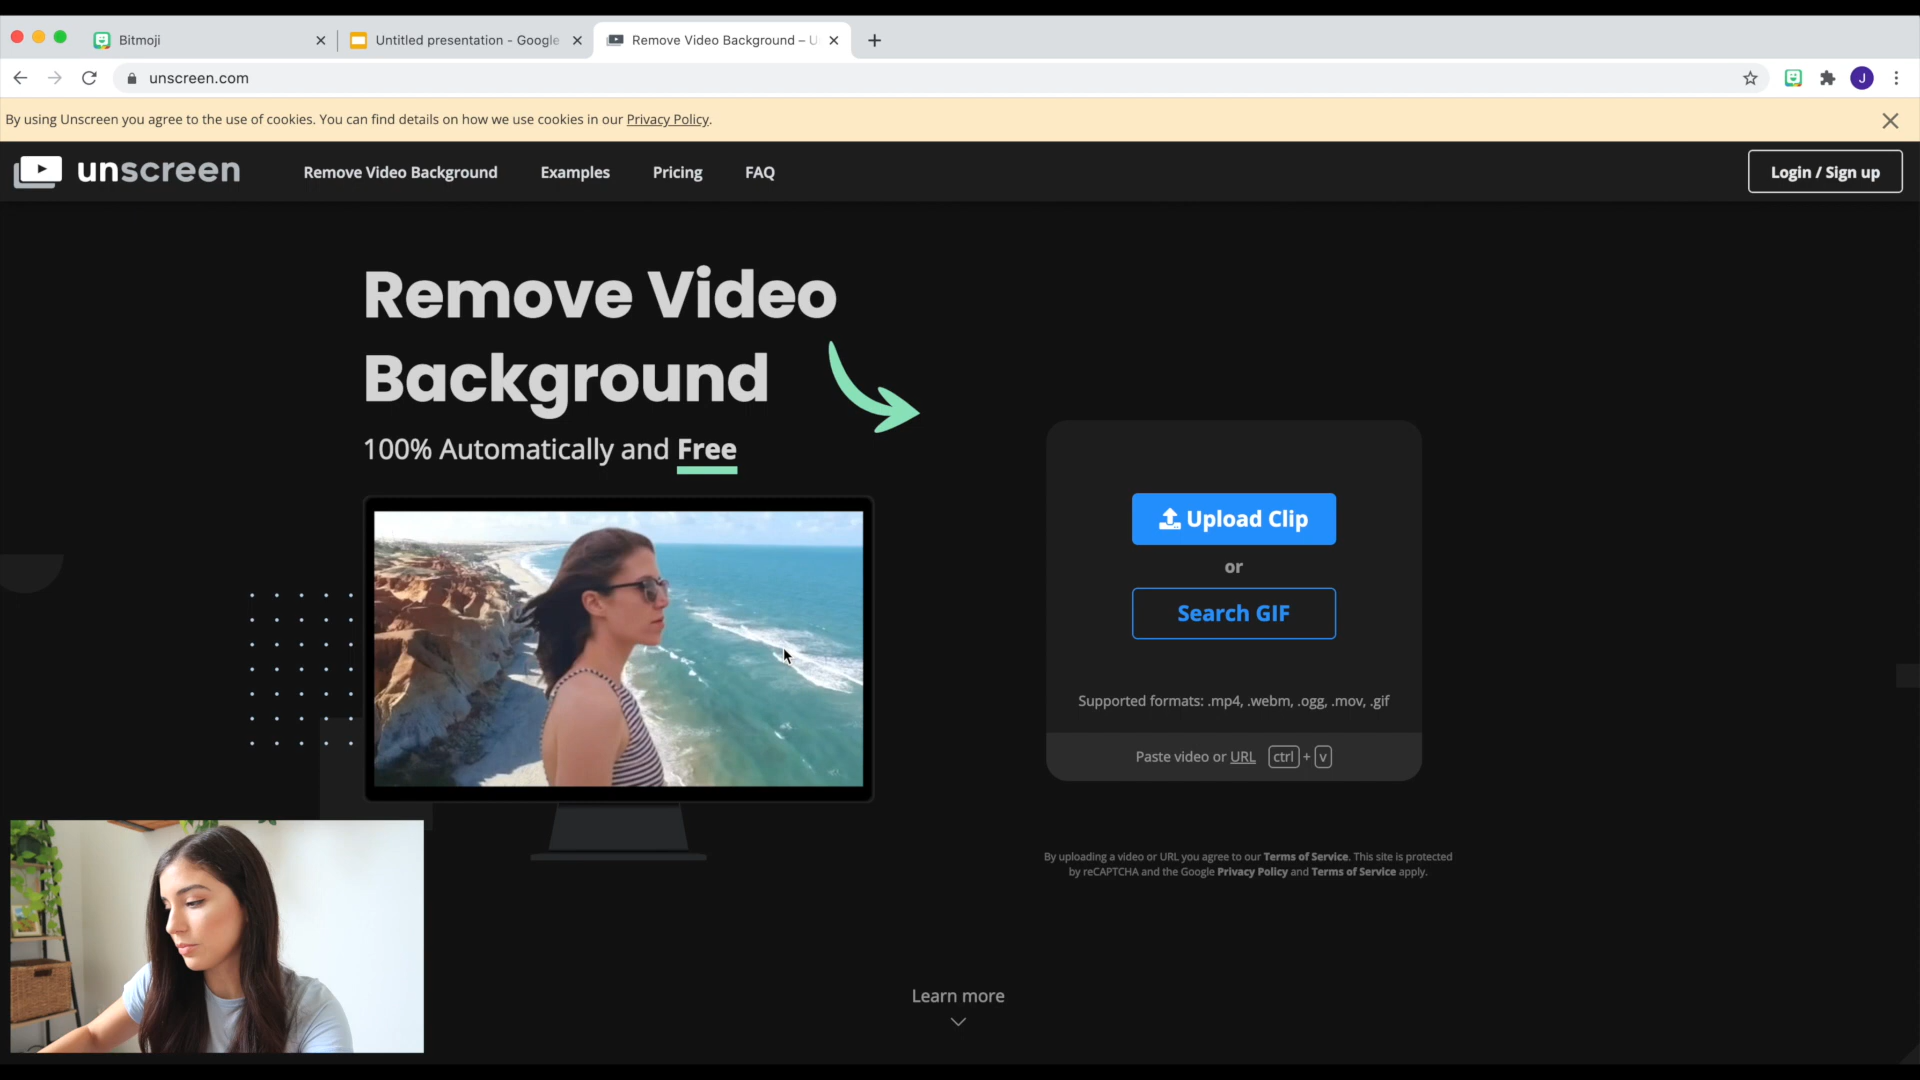 Bitmoji
Untitled presentation - Google
Remove Video Background – U
unscreen.com
J
By using Unscreen you agree to the use of cookies. You can find details on how we use cookies in our Privacy Policy.
unscreen
Remove Video Background
Examples
Pricing
FAQ
Login / Sign up
Remove Video
Background
100% Automatically and Free
Upload Clip
or
Search GIF
Supported formats: .mp4, .webm, .ogg, .mov, .gif
Paste video or URL ctrl + v
By uploading a video or URL you agree to our Terms of Service. This site is protected
by reCAPTCHA and the Google Privacy Policy and Terms of Service apply.
Learn more